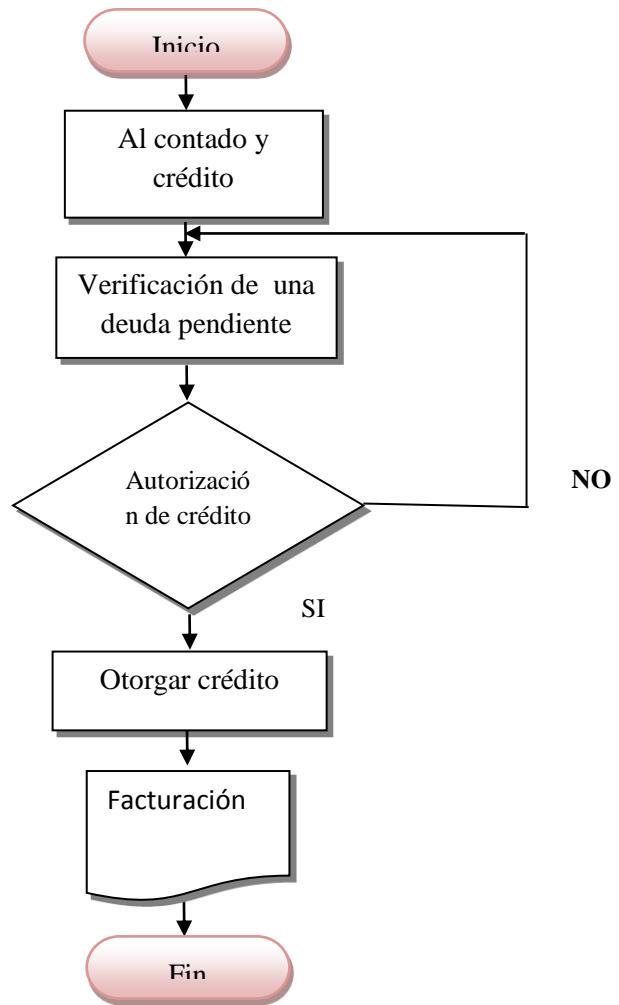 Inicio
Al contado y
crédito
Verificación de una
deuda pendiente
Autorizació
n de crédito
NO
SI
Otorgar crédito
Facturación
Fin